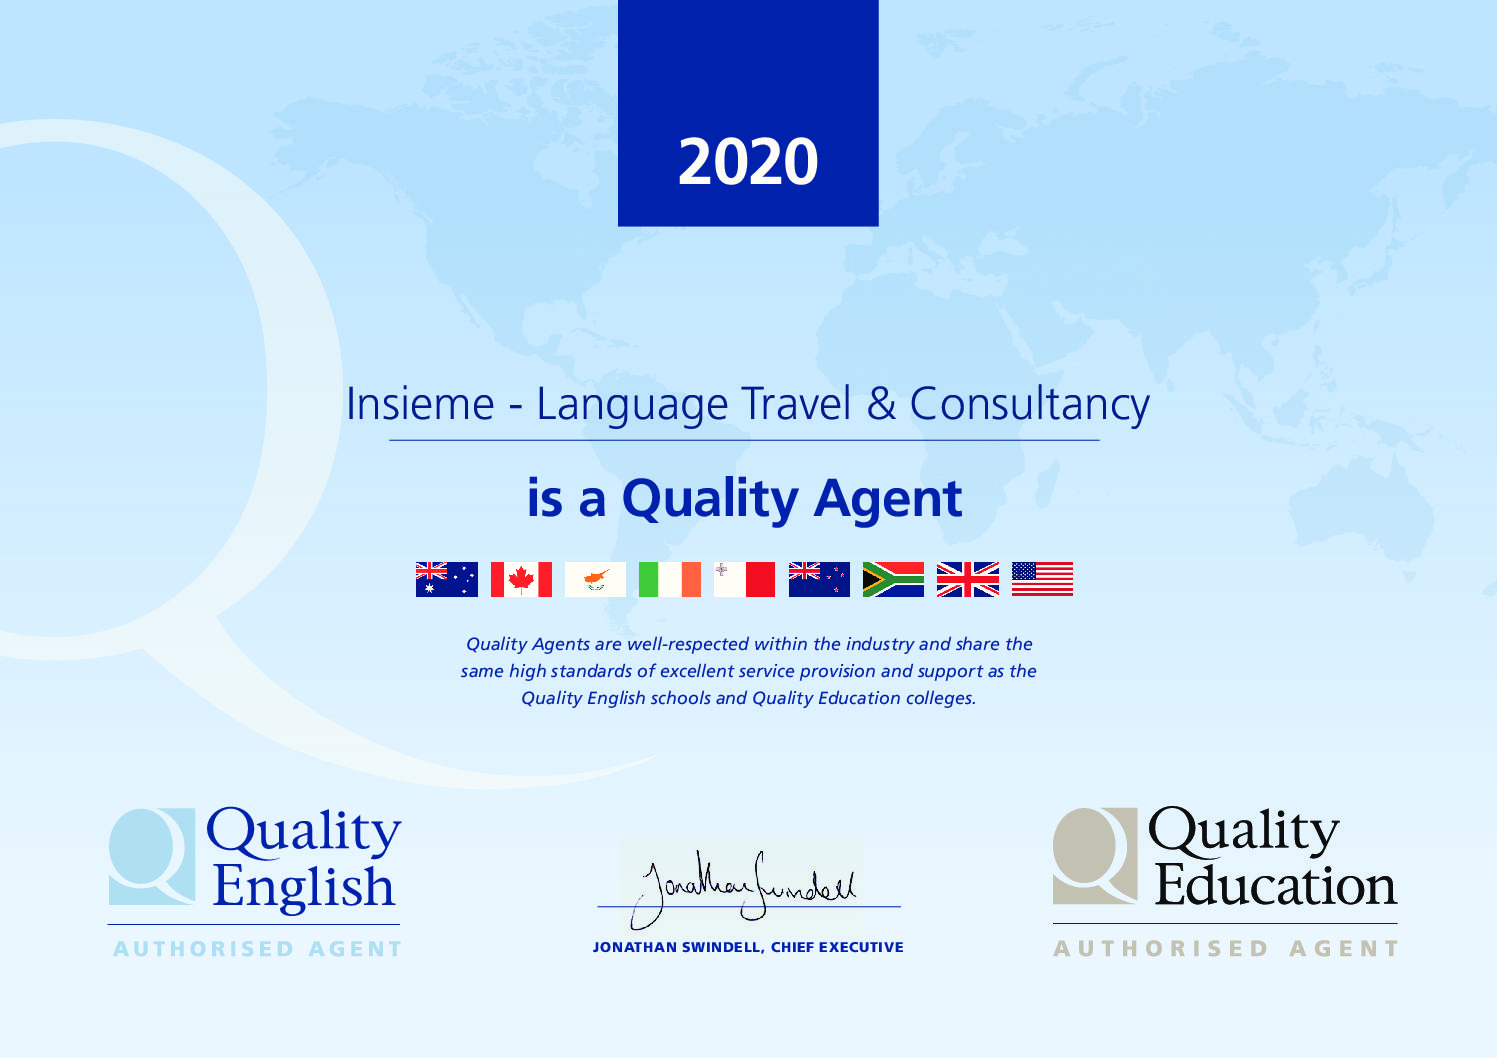 2020
Insieme - Language Travel & Consultancy
is a Quality Agent
Quality Agents are well-respected within the industry and share the
same high standards of excellent service provision and support as the
Quality English schools and Quality Education colleges.
Quality
English
AUTHORISED AGENT
Jonathan Swindell
JONATHAN SWINDELL, CHIEF EXECUTIVE
Quality
Education
AUTHORISED AGENT